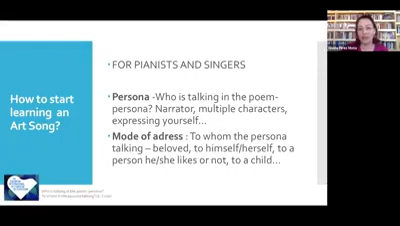 How to start
learning an
Art Song?
• FOR PIANISTS AND SINGERS
• Persona -Who is talking in the poem-
persona? Narrator, multiple characters,
expressing yourself...
• Mode of adress : To whom the persona
talking – beloved, to himself/herself, to a
person he/she likes or not, to a child...